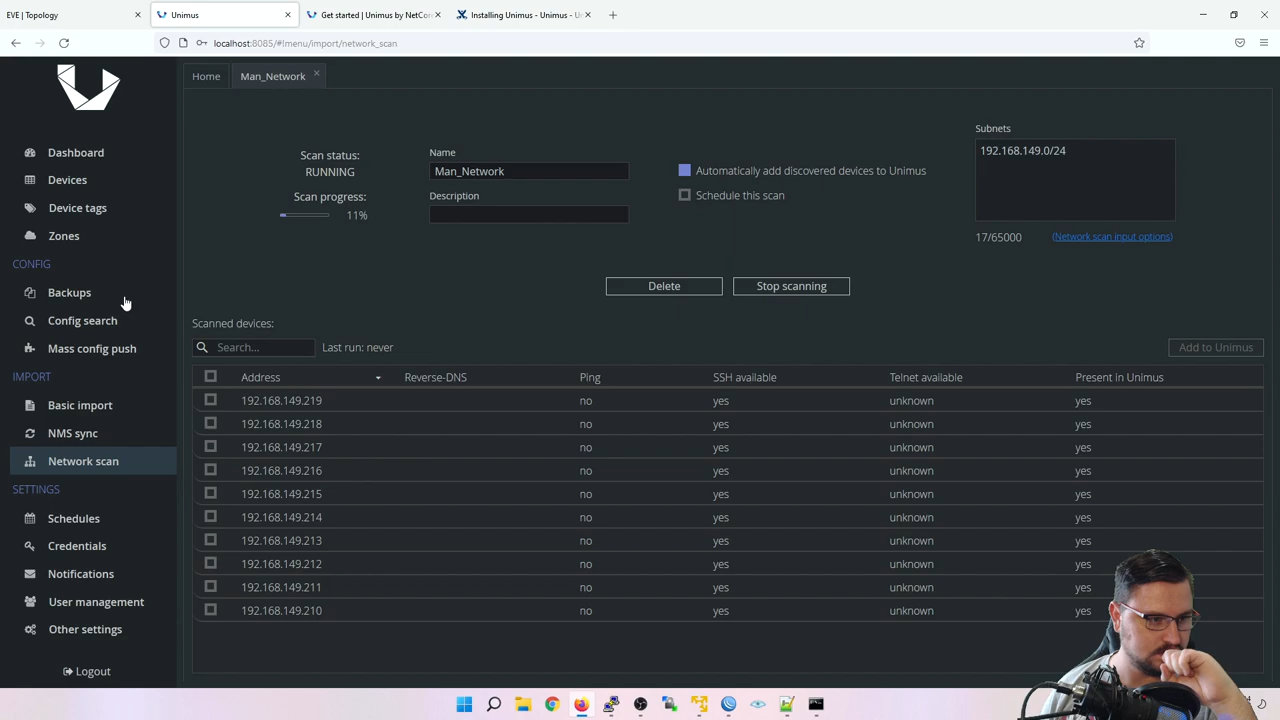 EVE | Topology
Unimus
Get started | Unimus by NetCor
Installing Unimus - Unimus - U
localhost:8085/#!menu/import/network_scan
Home
Man_Network
Dashboard
Devices
Device tags
Zones
CONFIG
Backups
Config search
Mass config push
IMPORT
Basic import
NMS sync
Network scan
SETTINGS
Schedules
Credentials
Notifications
User management
Other settings
Logout
Scan status:
RUNNING
Scan progress:
11%
Name
Man_Network
Description
Automatically add discovered devices to Unimus
Schedule this scan
Subnets
192.168.149.0/24
17/65000 (Network scan input options)
Delete Stop scanning
Scanned devices:
Search... Last run: never Add to Unimus
Address Reverse-DNS Ping SSH available Telnet available Present in Unimus
192.168.149.219 no yes unknown yes
192.168.149.218 no yes unknown yes
192.168.149.217 no yes unknown yes
192.168.149.216 no yes unknown yes
192.168.149.215 no yes unknown yes
192.168.149.214 no yes unknown yes
192.168.149.213 no yes unknown yes
192.168.149.212 no yes unknown yes
192.168.149.211 no yes unknown yes
192.168.149.210 no yes unknown yes